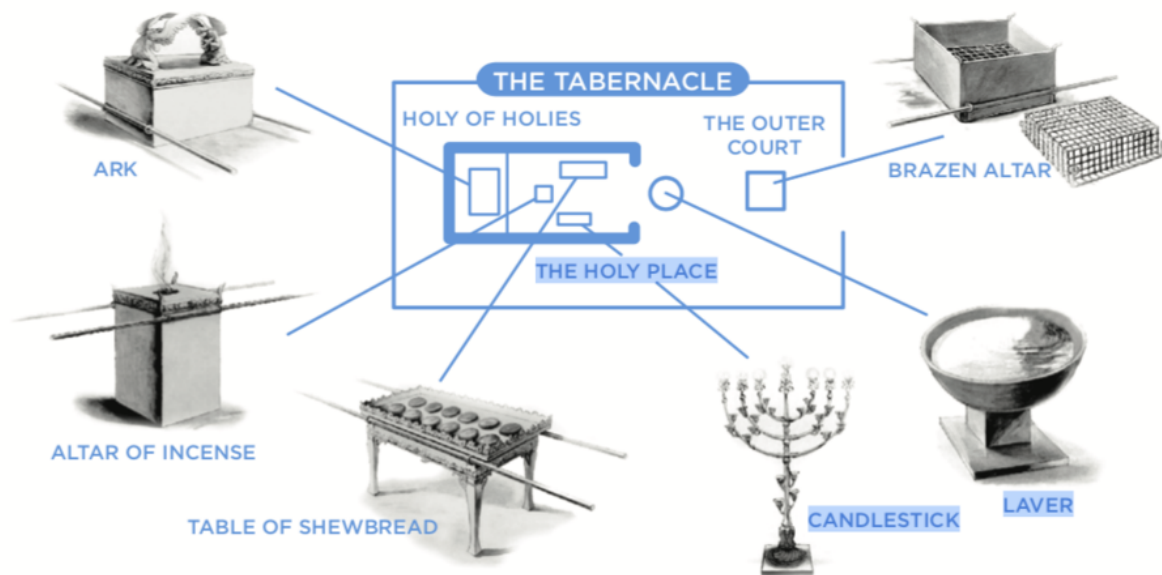 THE TABERNACLE
HOLY OF HOLIES
THE OUTER
COURT
ARK
BRAZEN ALTAR
THE HOLY PLACE
ALTAR OF INCENSE
TABLE OF SHEWBREAD
CANDLESTICK
LAVER